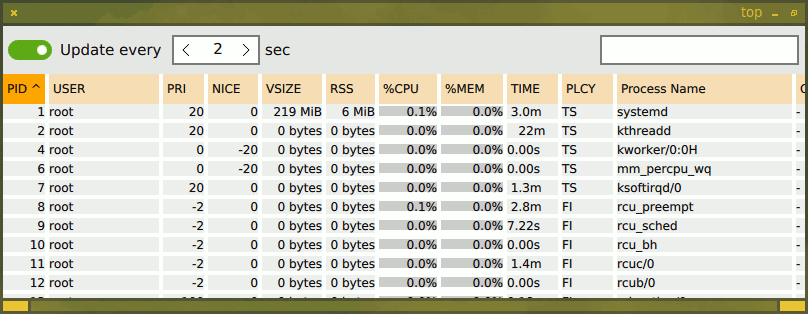 top
Update every < 2 > sec
PID ^ USER PRI NICE VSIZE RSS %CPU %MEM TIME PLCY Process Name
1 root 20 0 219 MiB 6 MiB 0.1% 0.0% 3.0m TS systemd -
2 root 20 0 0 bytes 0 bytes 0.0% 0.0% 22m TS kthreadd -
4 root 0 -20 0 bytes 0 bytes 0.0% 0.0% 0.00s TS kworker/0:0H -
6 root 0 -20 0 bytes 0 bytes 0.0% 0.0% 0.00s TS mm_percpu_wq -
7 root 20 0 0 bytes 0 bytes 0.0% 0.0% 1.3m TS ksoftirqd/0 -
8 root -2 0 0 bytes 0 bytes 0.1% 0.0% 2.8m FI rcu_preempt -
9 root -2 0 0 bytes 0 bytes 0.0% 0.0% 7.22s FI rcu_sched -
10 root -2 0 0 bytes 0 bytes 0.0% 0.0% 0.00s FI rcu_bh -
11 root -2 0 0 bytes 0 bytes 0.0% 0.0% 1.4m FI rcuc/0 -
12 root -2 0 0 bytes 0 bytes 0.0% 0.0% 0.00s FI rcub/0 -